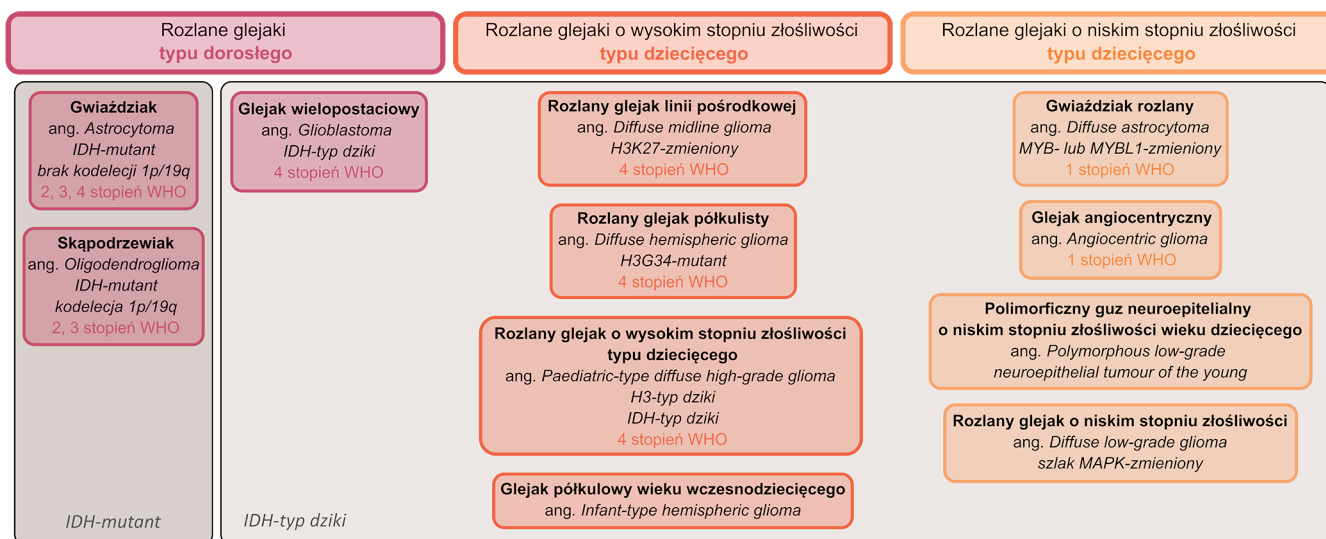 Rozlane glejaki
typu dorosłego
Rozlane glejaki o wysokim stopniu złośliwości
typu dziecięcego
Rozlane glejaki o niskim stopniu złośliwości
typu dziecięcego
Gwiaździak
ang. Astrocytoma
IDH-mutant
brak kodelecji 1p/19q
2, 3, 4 stopień WHO
Skąpodrzewiak
ang. Oligodendroglioma
IDH-mutant
kodelecja 1p/19q
2, 3 stopień WHO
IDH-mutant
Glejak wielopostaciowy
ang. Glioblastoma
IDH-typ dziki
4 stopień WHO
Rozlany glejak linii pośrodkowej
ang. Diffuse midline glioma
H3K27-zmieniony
4 stopień WHO
Rozlany glejak półkulisty
ang. Diffuse hemispheric glioma
H3G34-mutant
4 stopień WHO
Rozlany glejak o wysokim stopniu złośliwości
typu dziecięcego
ang. Paediatric-type diffuse high-grade glioma
H3-typ dziki
IDH-typ dziki
4 stopień WHO
Glejak półkulowy wieku wczesnodziecięcego
ang. Infant-type hemispheric glioma
Gwiaździak rozlany
ang. Diffuse astrocytoma
MYB- lub MYBL1-zmieniony
1 stopień WHO
Glejak angiocentryczny
ang. Angiocentric glioma
1 stopień WHO
Polimorficzny guz neuroepitelialny
o niskim stopniu złośliwości wieku dziecięcego
ang. Polymorphous low-grade
neuroepithelial tumour of the young
Rozlany glejak o niskim stopniu złośliwości
ang. Diffuse low-grade glioma
szlak MAPK-zmieniony
IDH-typ dziki